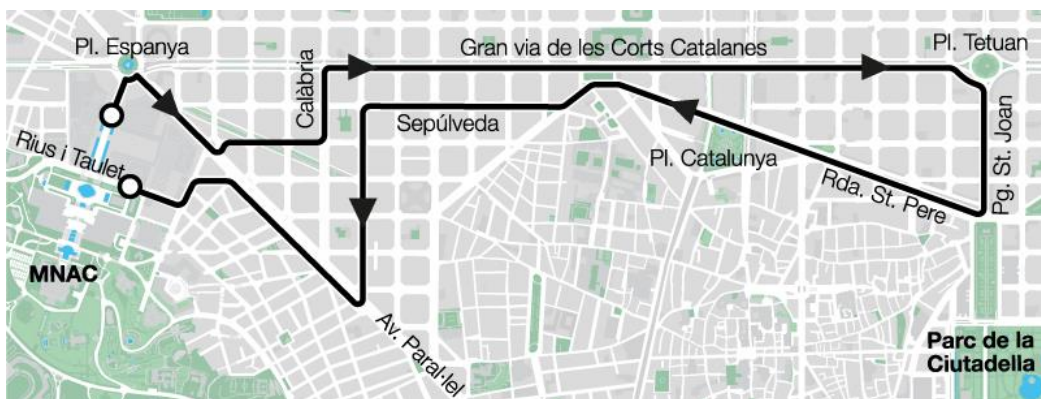 Pl. Espanya
Calàbria
Gran via de les Corts Catalanes
Pl. Tetuan
Rius i Taulet
Sepúlveda
Pl. Catalunya
Rda. St. Pere
Pg. St. Joan
MNAC
Av. Paral·lel
Parc de la
Ciutadella